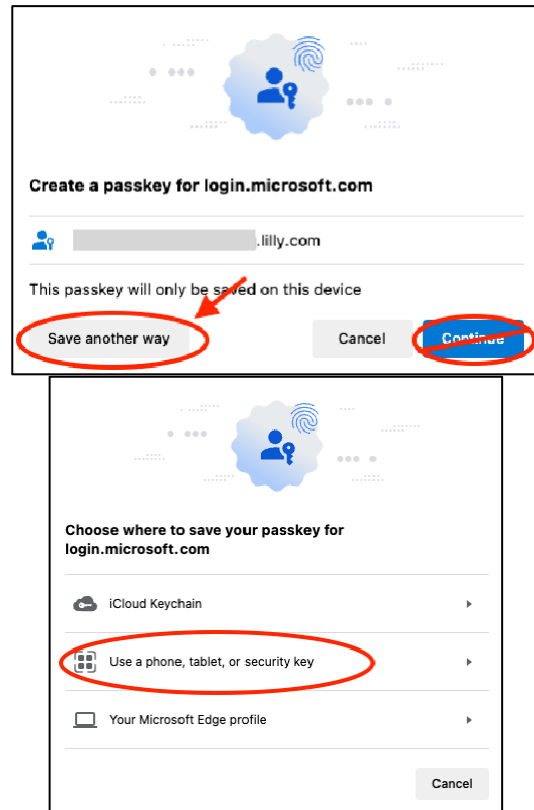 Create a passkey for login.microsoft.com
.lilly.com
This passkey will only be saved on this device
Save another way
Cancel
Continue
Choose where to save your passkey for
login.microsoft.com
iCloud Keychain
Use a phone, tablet, or security key
Your Microsoft Edge profile
Cancel